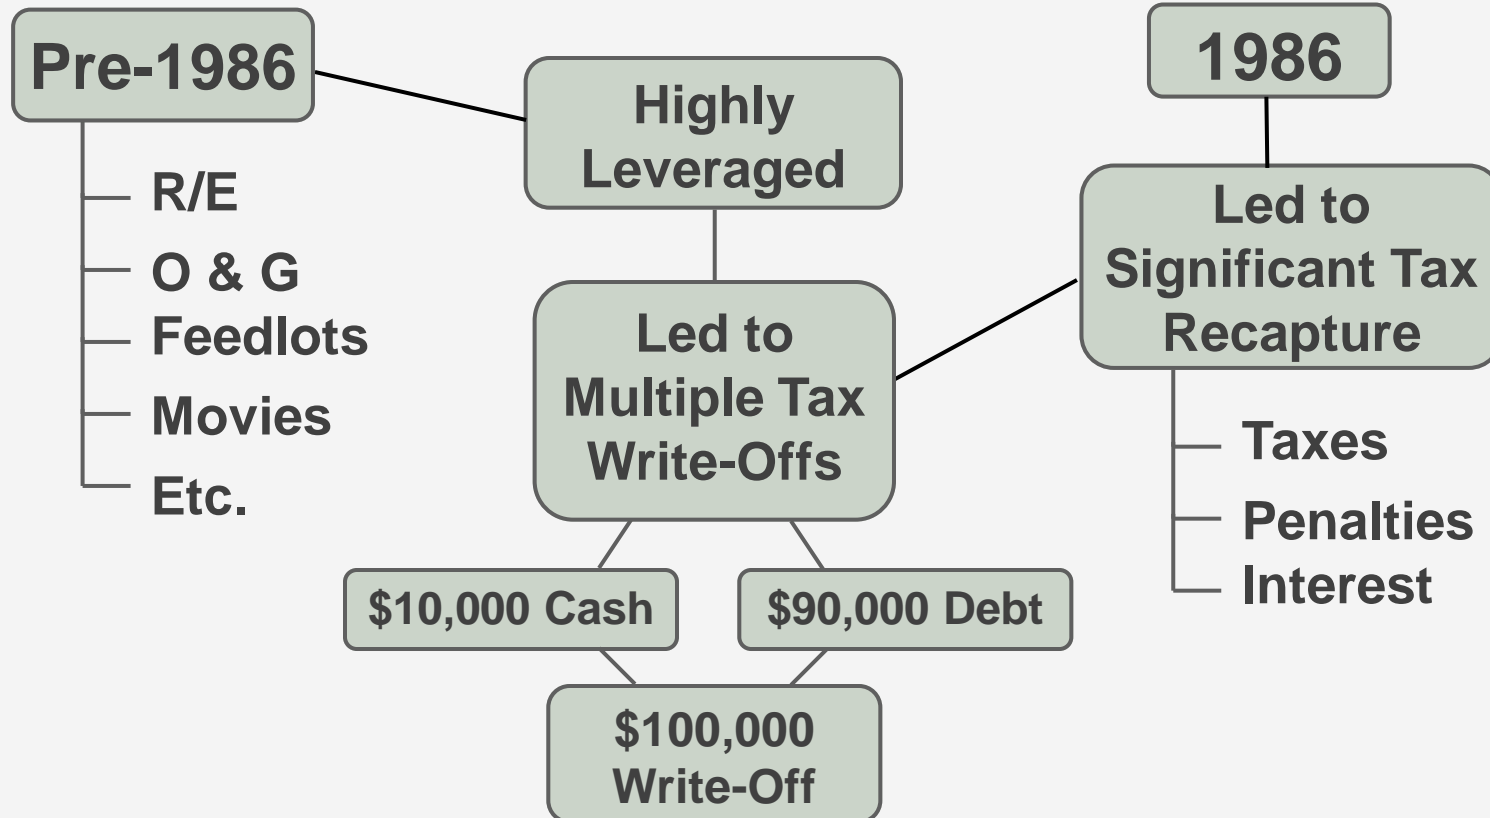 Pre-1986
R/E
O & G
Feedlots
Movies
Etc.
Highly
Leveraged
Led to
Multiple Tax
Write-Offs
$10,000 Cash
$90,000 Debt
$100,000
Write-Off
1986
Led to
Significant Tax
Recapture
Taxes
Penalties
Interest